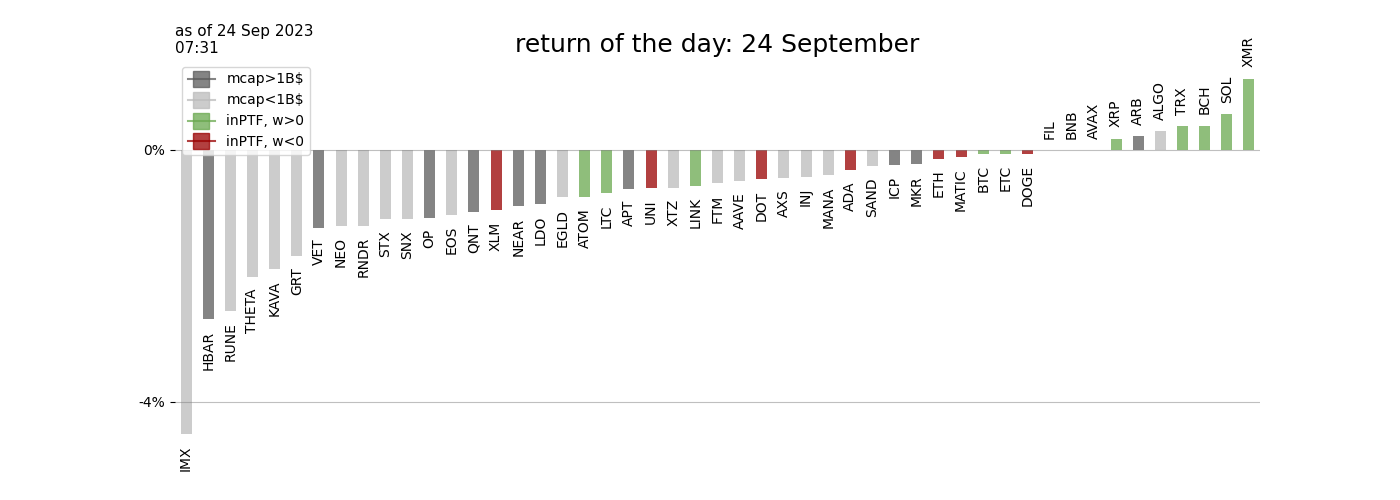 as of 24 Sep 2023
07:31
return of the day: 24 September
mcap>1B$
mcap<1B$
inPTF, w>0
inPTF, w<0
0%
-4%
IMX
HBAR
RUNE
THETA
KAVA
GRT
VET
NEO
RNDR
STX
SNX
OP
EOS
QNT
XLM
NEAR
LDO
EGLD
ATOM
LTC
APT
UNI
XTZ
LINK
FTM
AAVE
DOT
AXS
INJ
MANA
ADA
SAND
ICP
MKR
ETH
MATIC
BTC
ETC
DOGE
FIL
BNB
AVAX
XRP
ARB
ALGO
TRX
BCH
SOL
XMR